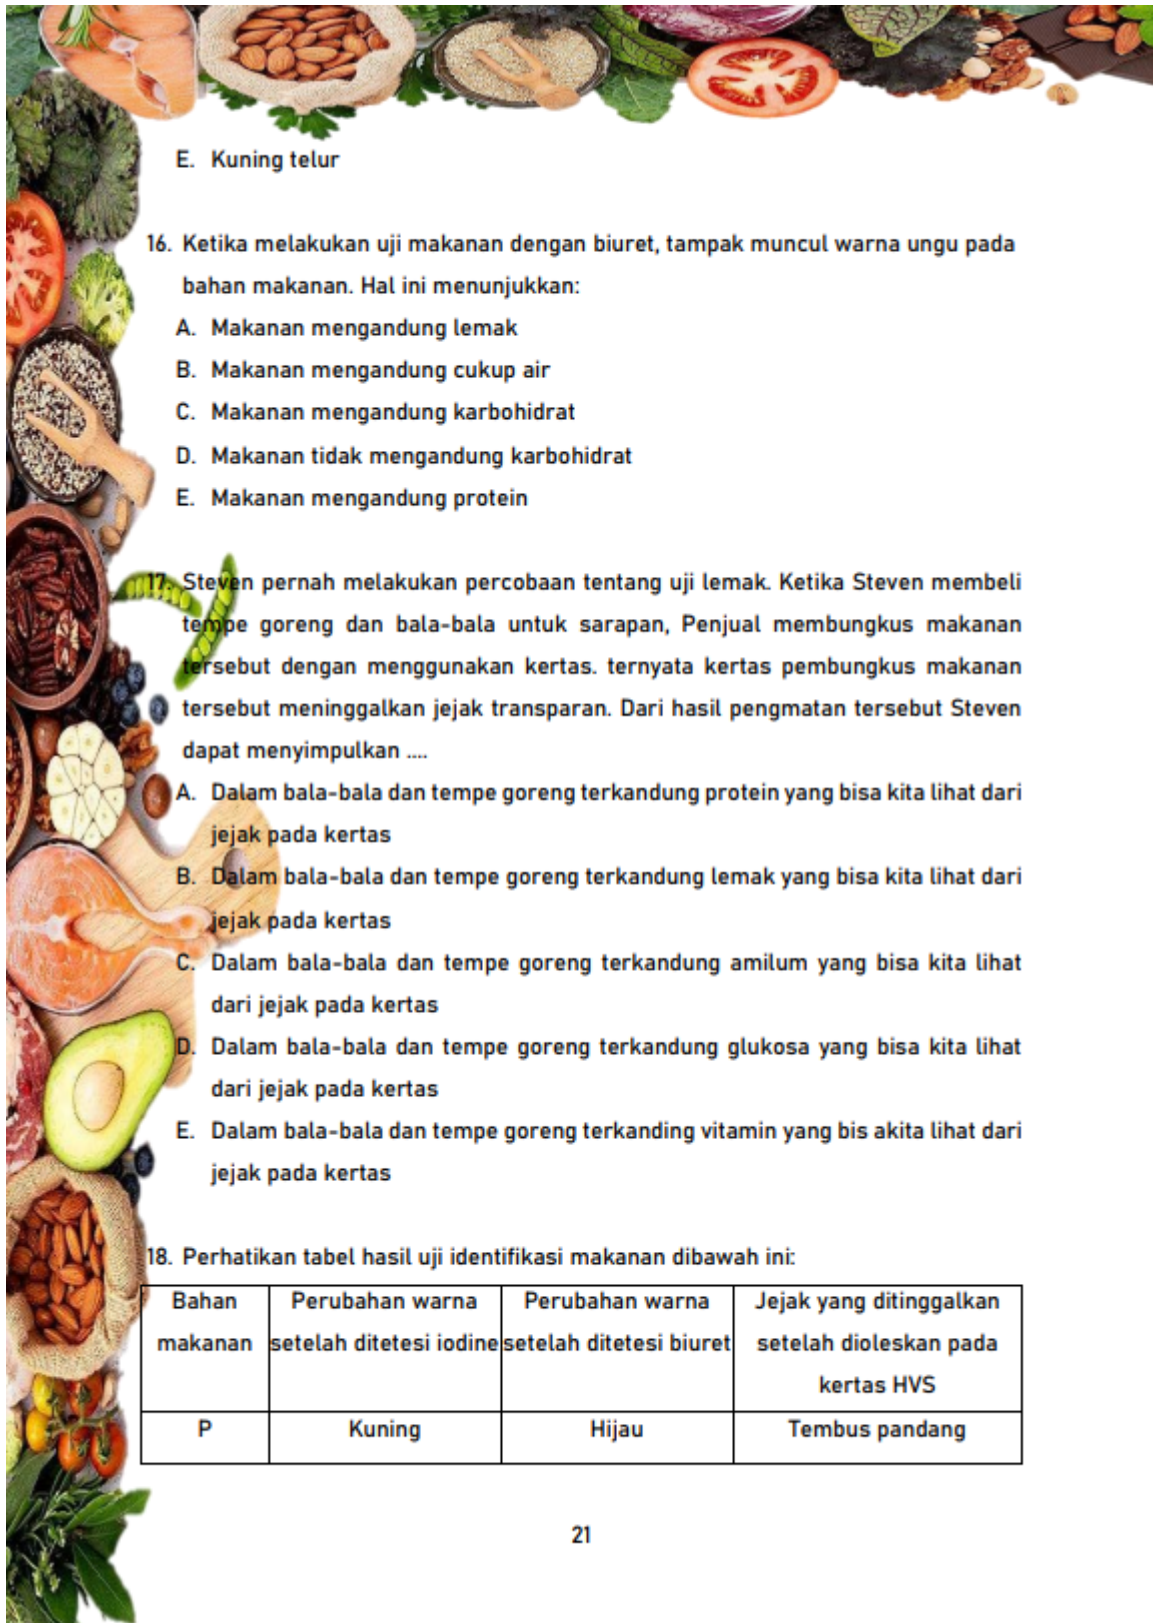 E. Kuning telur
16. Ketika melakukan uji makanan dengan biuret, tampak muncul warna ungu pada
bahan makanan. Hal ini menunjukkan:
A. Makanan mengandung lemak
B. Makanan mengandung cukup air
C. Makanan mengandung karbohidrat
D. Makanan tidak mengandung karbohidrat
E. Makanan mengandung protein
17. Steven pernah melakukan percobaan tentang uji lemak. Ketika Steven membeli
tempe goreng dan bala-bala untuk sarapan, Penjual membungkus makanan
tersebut dengan menggunakan kertas. ternyata kertas pembungkus makanan
tersebut meninggalkan jejak transparan. Dari hasil pengmatan tersebut Steven
dapat menyimpulkan ....
A. Dalam bala-bala dan tempe goreng terkandung protein yang bisa kita lihat dari
jejak pada kertas
B. Dalam bala-bala dan tempe goreng terkandung lemak yang bisa kita lihat dari
jejak pada kertas
C. Dalam bala-bala dan tempe goreng terkandung amilum yang bisa kita lihat
dari jejak pada kertas
D. Dalam bala-bala dan tempe goreng terkandung glukosa yang bisa kita lihat
dari jejak pada kertas
E. Dalam bala-bala dan tempe goreng terkanding vitamin yang bis akita lihat dari
jejak pada kertas
18. Perhatikan tabel hasil uji identifikasi makanan dibawah ini:
Bahan Perubahan warna Perubahan warna Jejak yang ditinggalkan
makanan setelah ditetesi iodine setelah ditetesi biuret setelah dioleskan pada
kertas HVS
P Kuning Hijau Tembus pandang
21